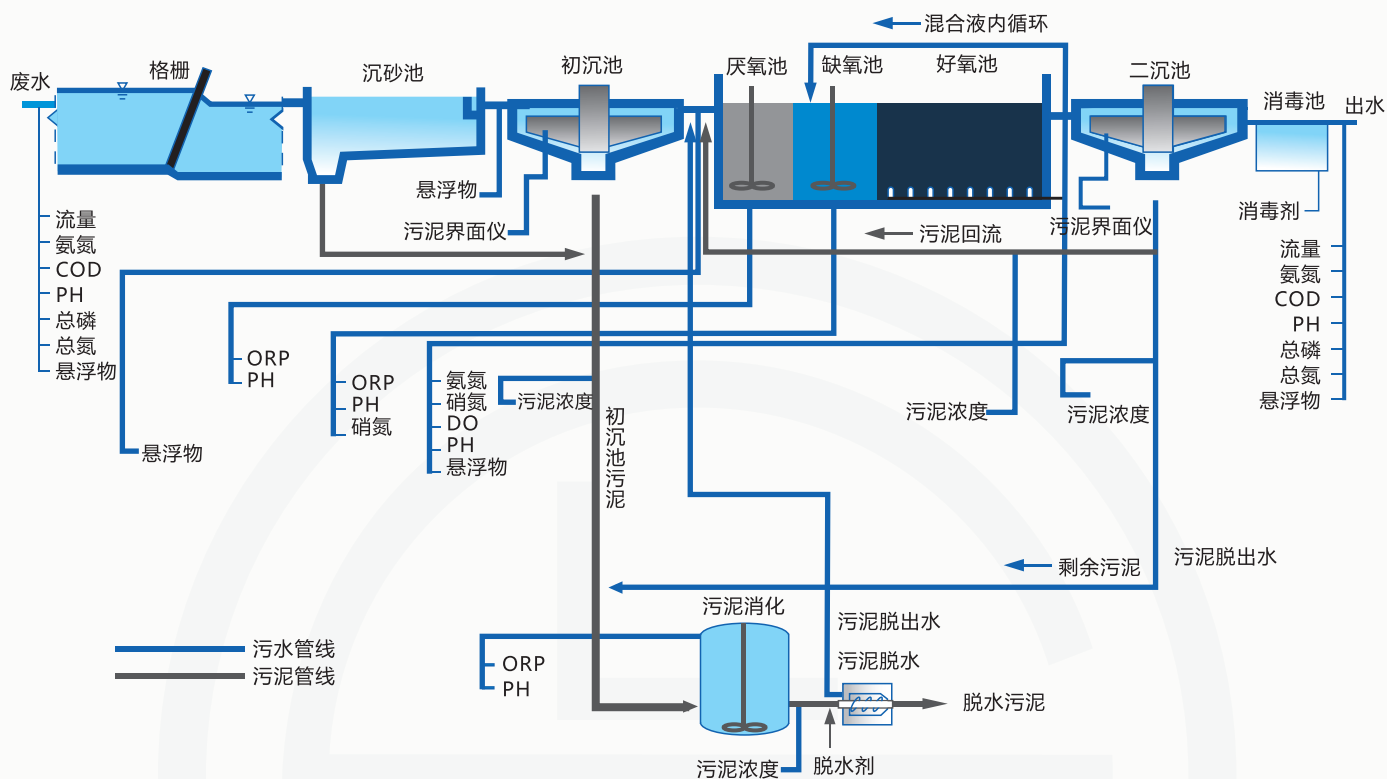 混合液内循环
废水
格栅
沉砂池
初沉池
厌氧池
缺氧池
好氧池
二沉池
消毒池
出水
悬浮物
污泥界面仪
污泥回流
污泥界面仪
消毒剂
流量
氨氮
COD
PH
总磷
总氮
悬浮物
流量
氨氮
COD
PH
总磷
总氮
悬浮物
悬浮物
ORP
PH
ORP
PH
硝氮
氨氮
硝氮
DO
PH
悬浮物
污泥浓度
初沉池污泥
污泥浓度
污泥浓度
剩余污泥
污泥脱出水
污泥消化
污泥脱出水
污泥脱水
污水管线
污泥管线
ORP
PH
脱水污泥
污泥浓度
脱水剂